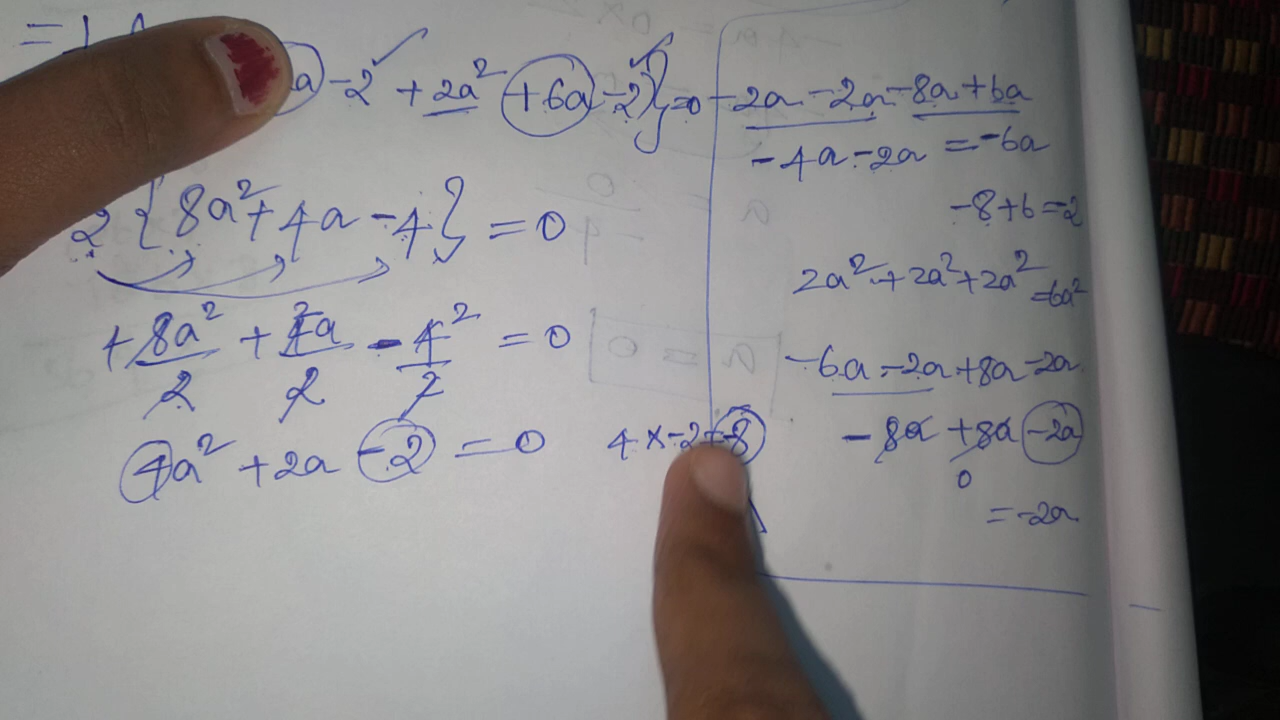 a - 2 + 2a² + 6a - 2} = 0
2 {8a² + 4a - 4} = 0
+ 8a²/2 + 4a/2 2 - 4/2 2 = 0
4a² + 2a - 2 = 0
4 x -2 = -8
-2a - 2a - 8a + 6a
-4a - 2a = -6a
-8 + 6 = -2
2a² + 2a² + 2a² = 6a²
-6a - 2a + 8a - 2a
-8a + 8a - 2a
0
= -2a